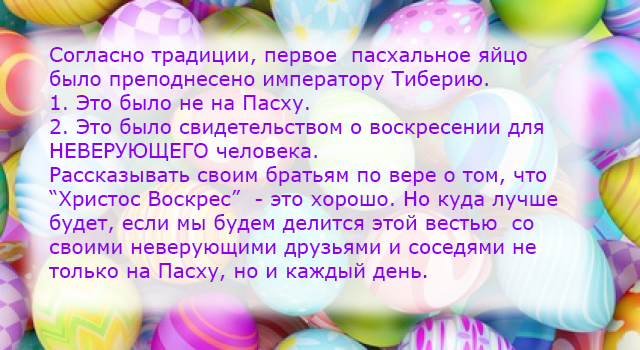 Согласно традиции, первое  пасхальное яйцо
было преподнесено императору Тиберию.
1. Это было не на Пасху.
2. Это было свидетельством о воскресении для
НЕВЕРУЮЩЕГО человека.
Рассказывать своим братьям по вере о том, что
“Христос Воскрес”  - это хорошо. Но куда лучше
будет, если мы будем делится этой вестью  со
своими неверующими друзьями и соседями не
только на Пасху, но и каждый день.